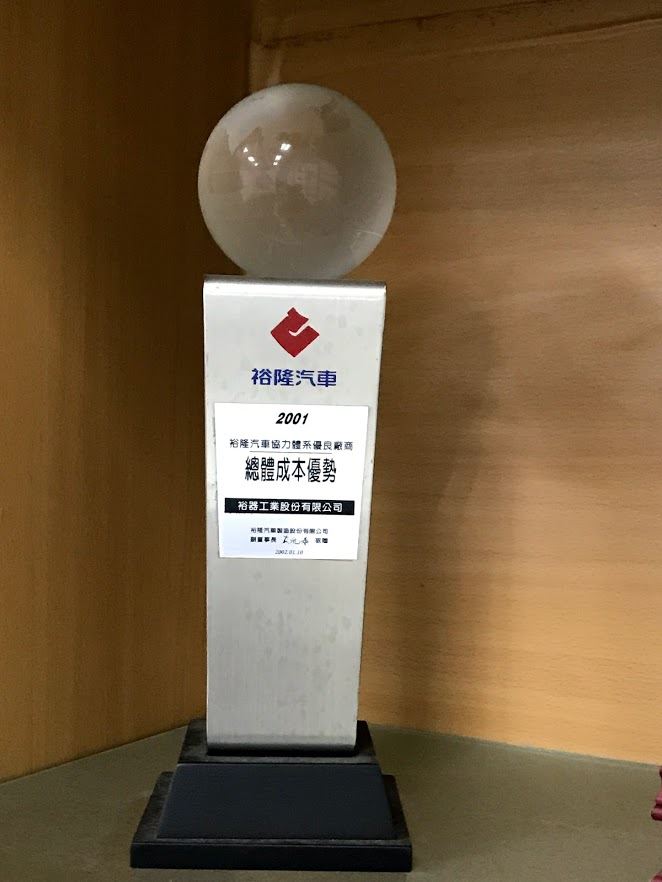 裕隆汽車
2001
裕隆汽車協力體系優良廠商
總體成本優勢
裕器工業股份有限公司
裕隆汽車製造股份有限公司
副董事長 敬贈
2002.01.10